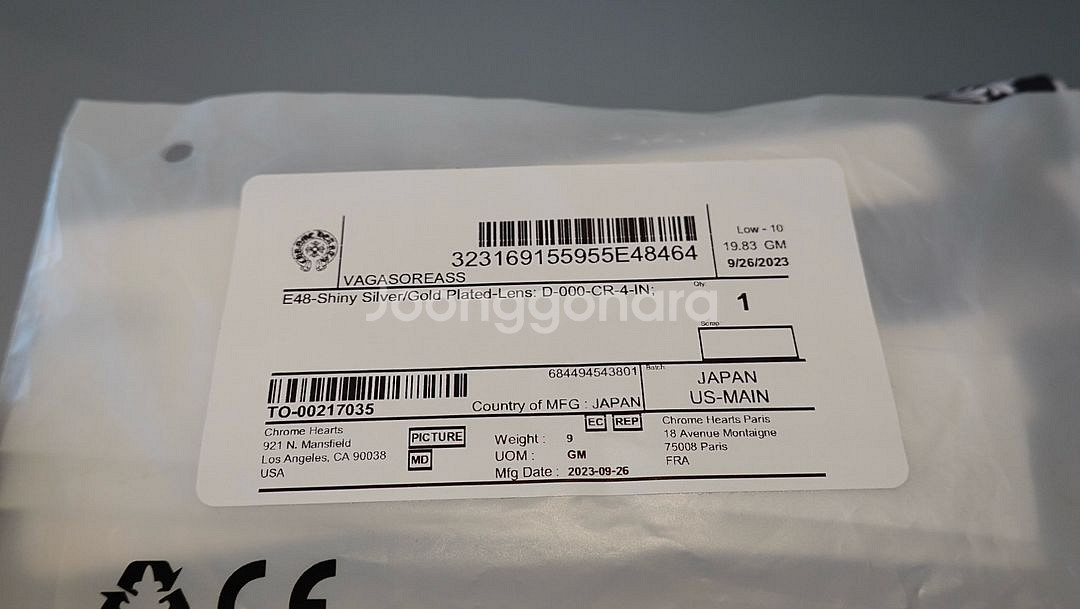 CHROME HEARTS
323169155955E48464
Low - 10
19.83 GM
9/26/2023
VAGASOREASS
E48-Shiny Silver/Gold Plated-Lens: D-000-CR-4-IN;
Qty
1
Joonggonara
Scrap
684494543801
Batch
JAPAN
US-MAIN
TO-00217035
Country of MFG : JAPAN
EC REP
Chrome Hearts
921 N. Mansfield
Los Angeles, CA 90038
USA
PICTURE
MD
Weight : 9
UOM : GM
Mfg Date : 2023-09-26
Chrome Hearts Paris
18 Avenue Montaigne
75008 Paris
FRA
CE